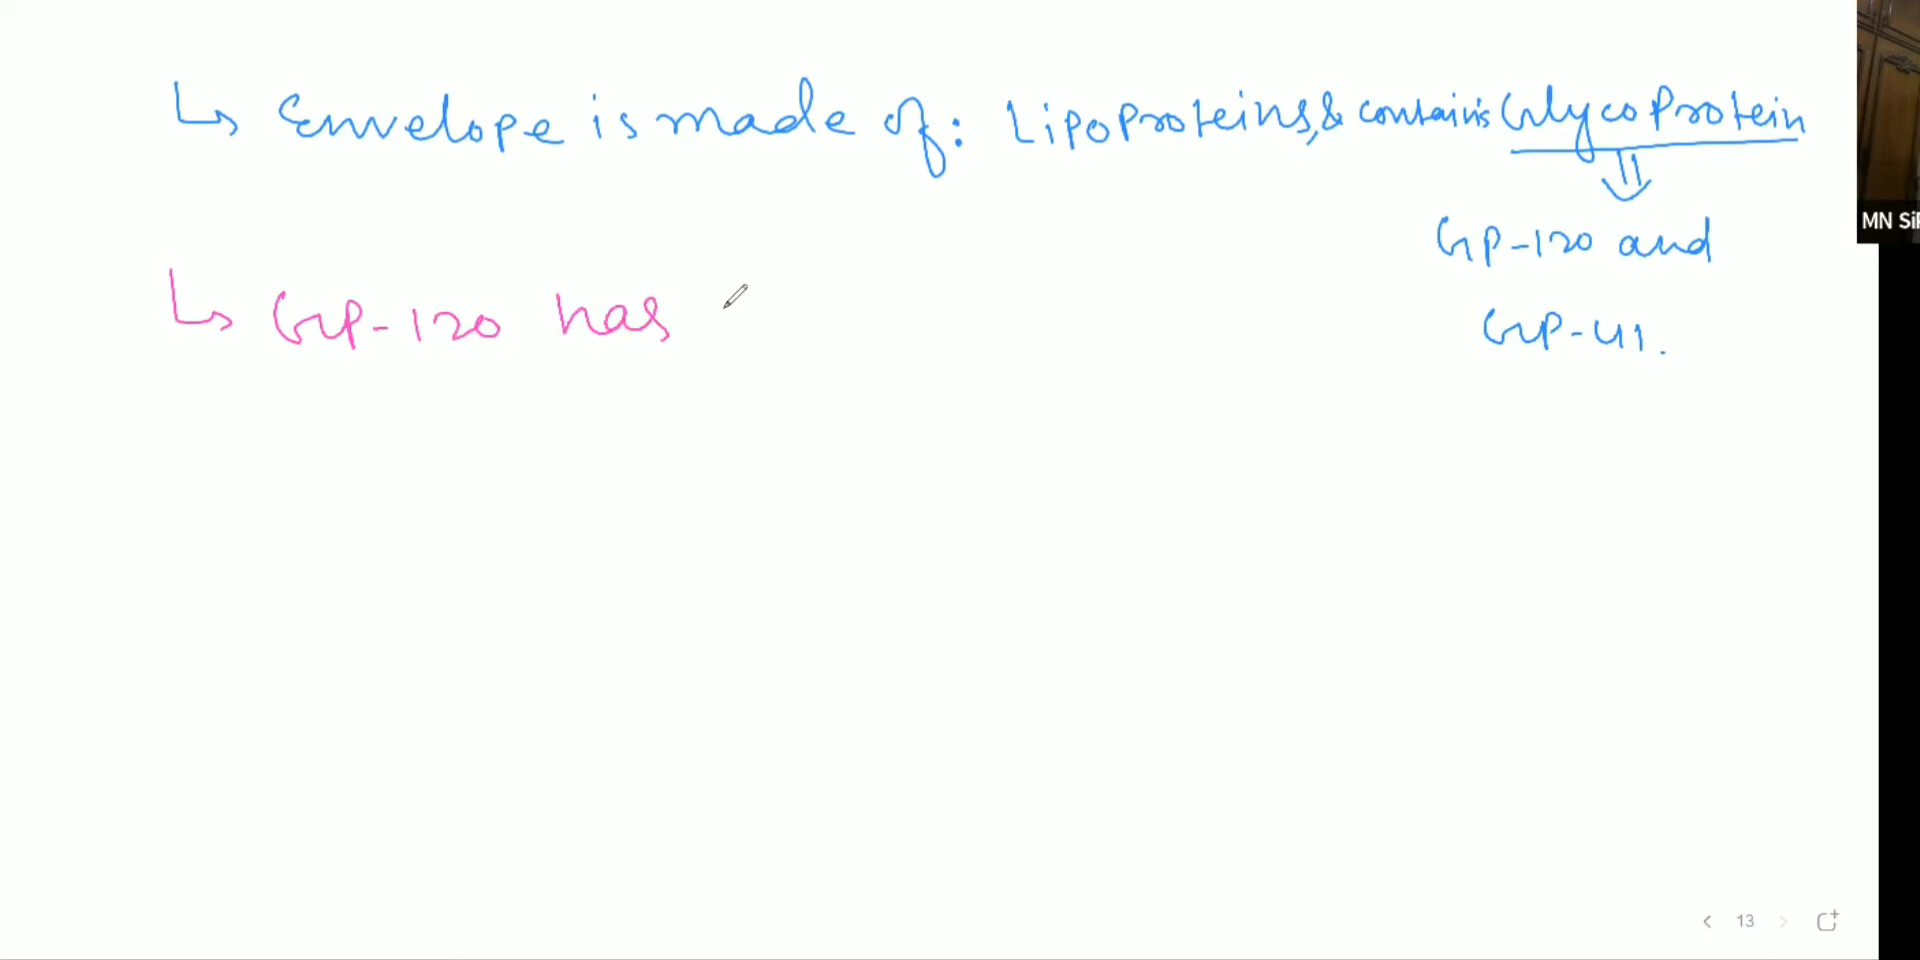 ↳ Envelope is made of: LipoProteins, & contains GlycoProtein
⇓
GP-120 and
GP-41.
↳ GP-120 has
MN Si
13